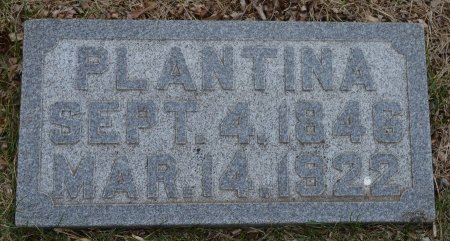 PLANTINA
SEPT. 4. 1846
MAR. 14. 1922